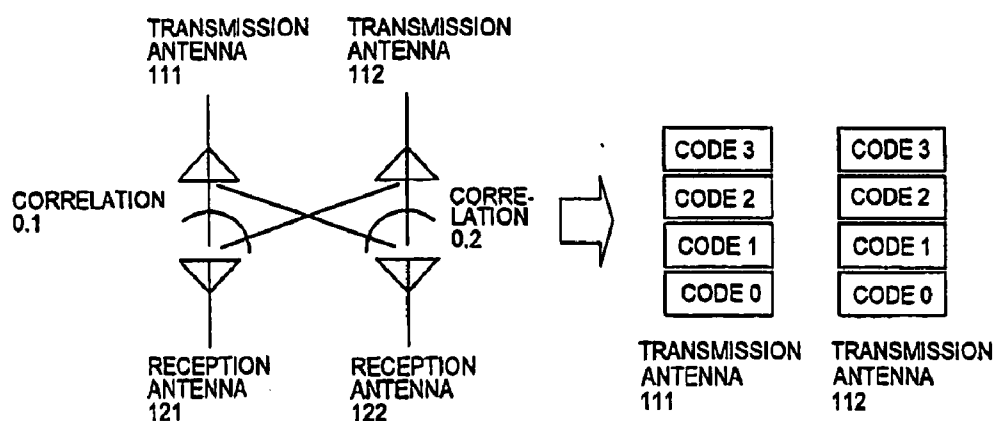 TRANSMISSION
ANTENNA
111
TRANSMISSION
ANTENNA
112
CORRELATION
0.1
CORRE-
LATION
0.2
RECEPTION
ANTENNA
121
RECEPTION
ANTENNA
122
CODE 3
CODE 2
CODE 1
CODE 0
TRANSMISSION
ANTENNA
111
CODE 3
CODE 2
CODE 1
CODE 0
TRANSMISSION
ANTENNA
112